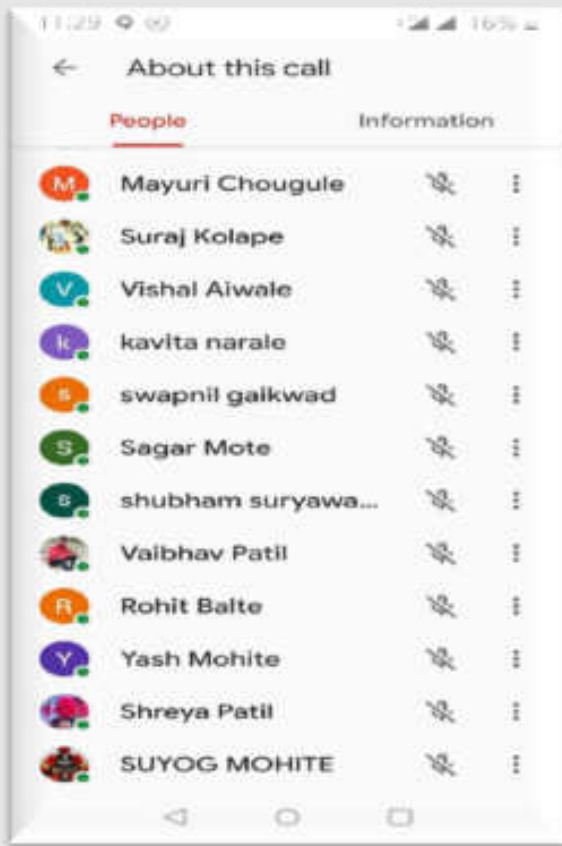 11:29 16%
About this call
People Information
M Mayuri Chougule
Suraj Kolape
V Vishal Aiwale
k kavita narale
s swapnil gaikwad
S Sagar Mote
s shubham suryawa...
Vaibhav Patil
R Rohit Balte
Y Yash Mohite
Shreya Patil
SUYOG MOHITE